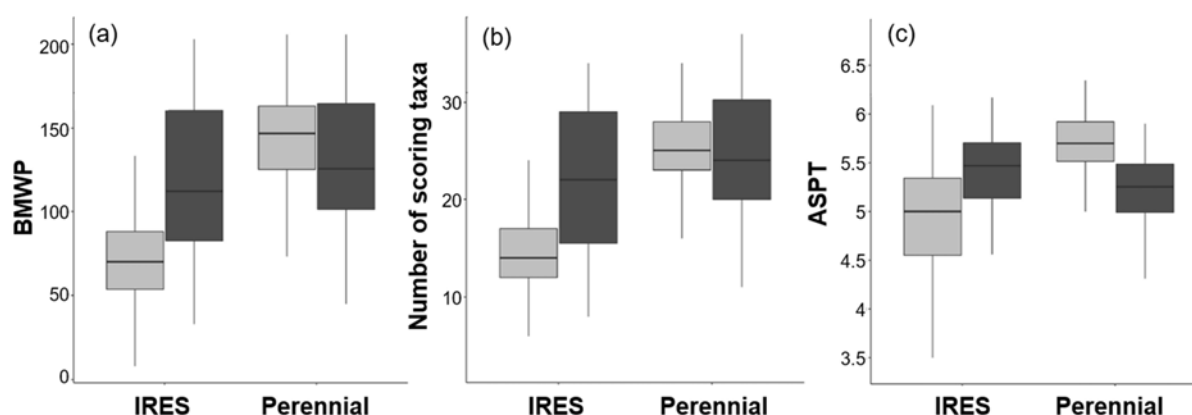 (a)
BMWP
200
150
100
50
0
IRES Perennial
(b)
Number of scoring taxa
30
20
10
IRES Perennial
(c)
ASPT
6.5
6
5.5
5
4.5
4
3.5
IRES Perennial